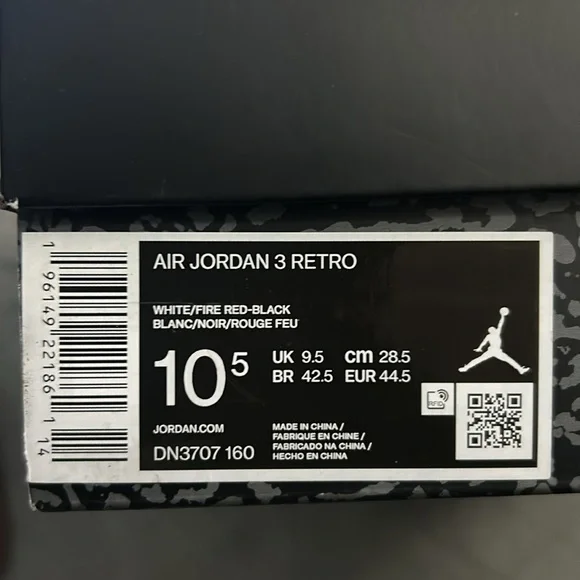 AIR JORDAN 3 RETRO
WHITE/FIRE RED-BLACK
BLANC/NOIR/ROUGE FEU
10⁵
UK 9.5 cm 28.5
BR 42.5 EUR 44.5
JORDAN.COM
DN3707 160
MADE IN CHINA /
FABRIQUE EN CHINE /
FABRICADO NA CHINA /
HECHO EN CHINA
RFID
1 96149 22186 1 14